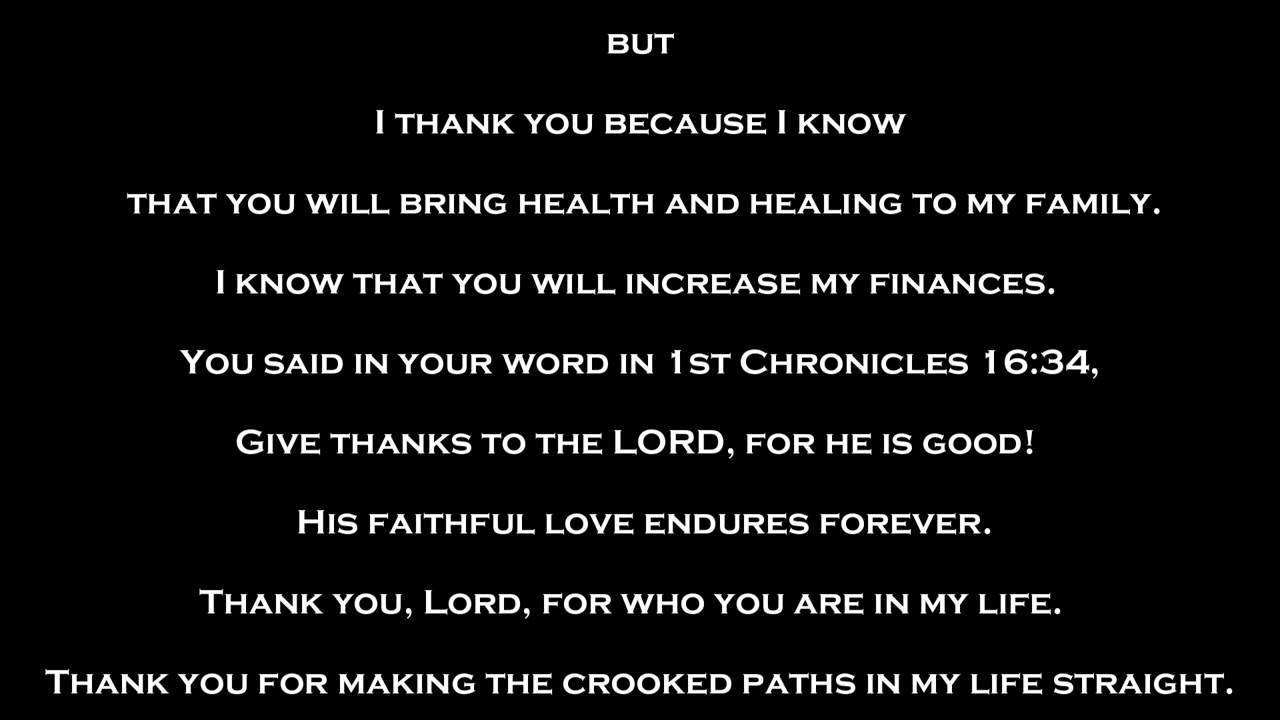 BUT
I THANK YOU BECAUSE I KNOW
THAT YOU WILL BRING HEALTH AND HEALING TO MY FAMILY.
I KNOW THAT YOU WILL INCREASE MY FINANCES.
YOU SAID IN YOUR WORD IN 1ST CHRONICLES 16:34,
GIVE THANKS TO THE LORD, FOR HE IS GOOD!
HIS FAITHFUL LOVE ENDURES FOREVER.
THANK YOU, LORD, FOR WHO YOU ARE IN MY LIFE.
THANK YOU FOR MAKING THE CROOKED PATHS IN MY LIFE STRAIGHT.